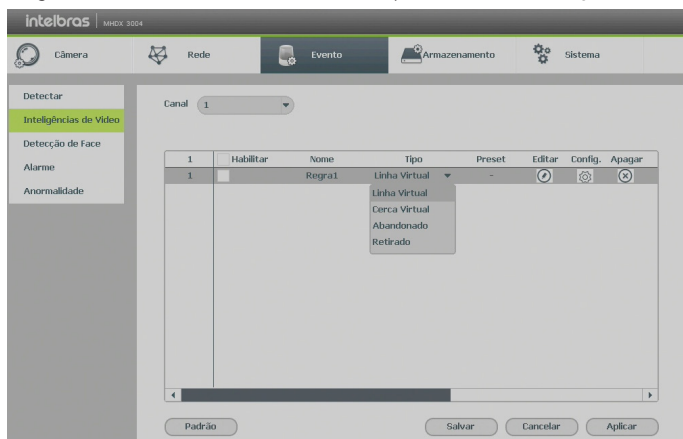 intelbras MHDX 3004
Câmera Rede Evento Armazenamento Sistema
Detectar
Inteligências de Vídeo
Detecção de Face
Alarme
Anormalidade
Canal 1
1 Habilitar Nome Tipo Preset Editar Config. Apagar
1 Regra1 Linha Virtual -
Linha Virtual
Cerca Virtual
Abandonado
Retirado
Padrão Salvar Cancelar Aplicar